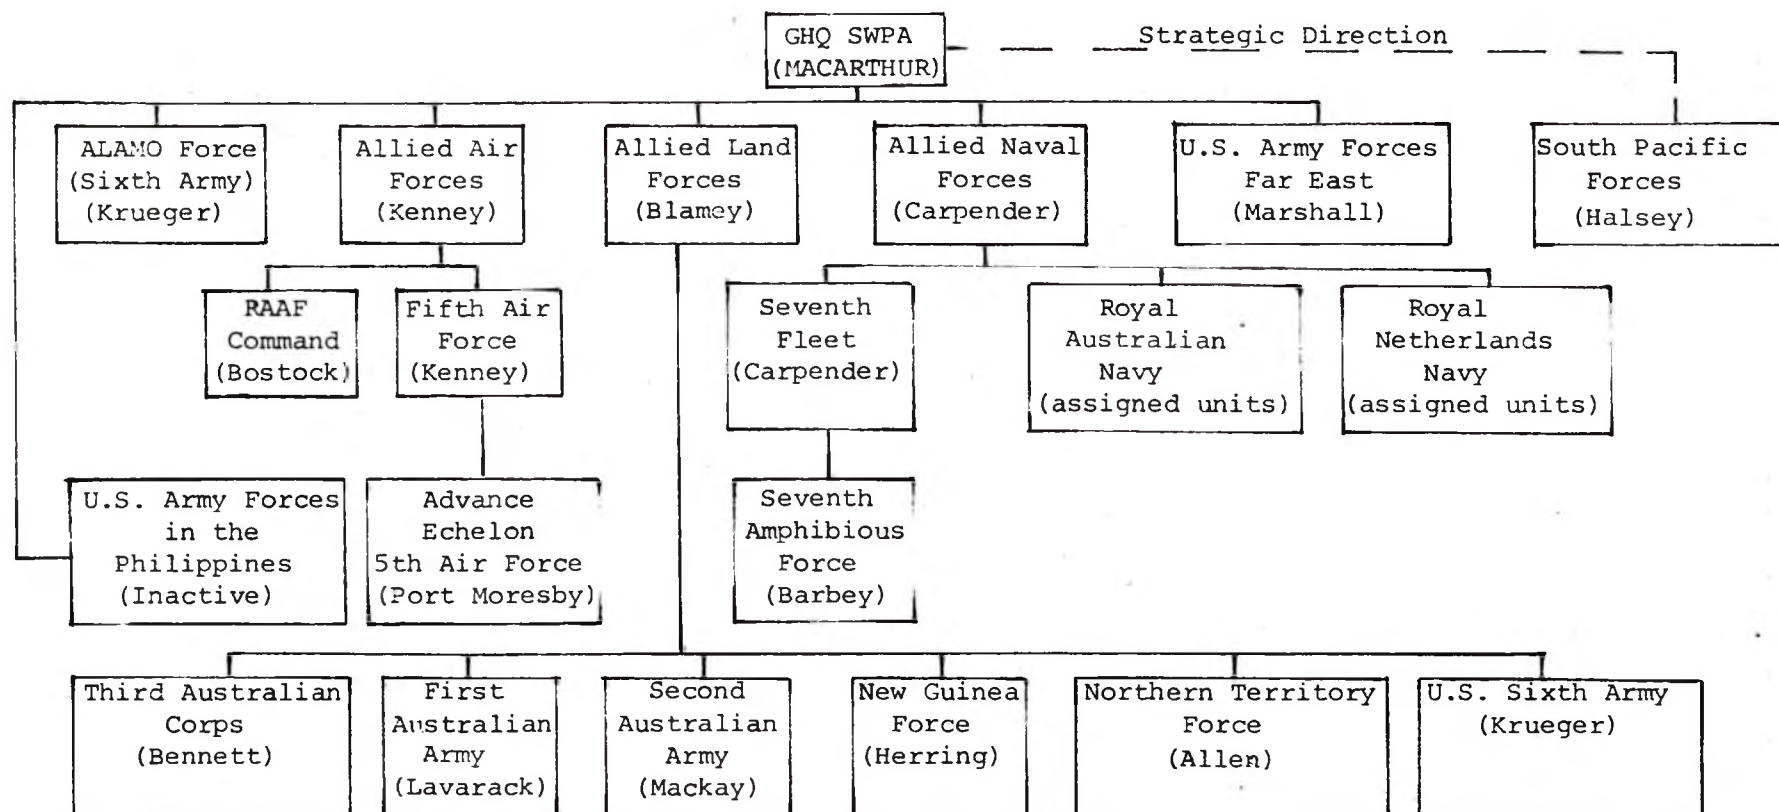 GHQ SWPA
(MACARTHUR)
Strategic Direction
ALAMO Force
(Sixth Army)
(Krueger)
Allied Air
Forces
(Kenney)
Allied Land
Forces
(Blamey)
Allied Naval
Forces
(Carpender)
U.S. Army Forces
Far East
(Marshall)
South Pacific
Forces
(Halsey)
RAAF
Command
(Bostock)
Fifth Air
Force
(Kenney)
Seventh
Fleet
(Carpender)
Royal
Australian
Navy
(assigned units)
Royal
Netherlands
Navy
(assigned units)
U.S. Army Forces
in the
Philippines
(Inactive)
Advance
Echelon
5th Air Force
(Port Moresby)
Seventh
Amphibious
Force
(Barbey)
Third Australian
Corps
(Bennett)
First
Australian
Army
(Lavarack)
Second
Australian
Army
(Mackay)
New Guinea
Force
(Herring)
Northern Territory
Force
(Allen)
U.S. Sixth Army
(Krueger)